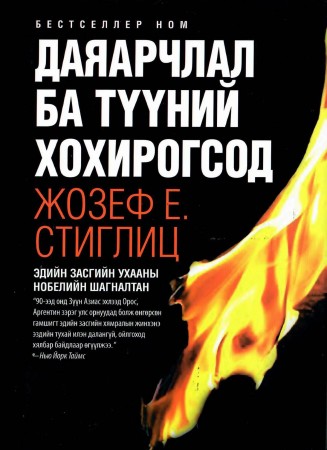 БЕСТСЕЛЛЕР НОМ
ДАЯАРЧЛАЛ
БА ТҮҮНИЙ
ХОХИРОГСОД
ЖОЗЕФ Е.
СТИГЛИЦ
ЭДИЙН ЗАСГИЙН УХААНЫ
НОБЕЛИЙН ШАГНАЛТАН
"90-ээд онд Зүүн Азиас эхлээд Орос,
Аргентин зэрэг улс орнуудад болж өнгөрсөн
гамшигт эдийн засгийн хямралын жинхэнэ
эздийн тухай илэн далангүй, ойлгоход
хялбар байдлаар өгүүлжээ."
- Нью Йорк Таймс